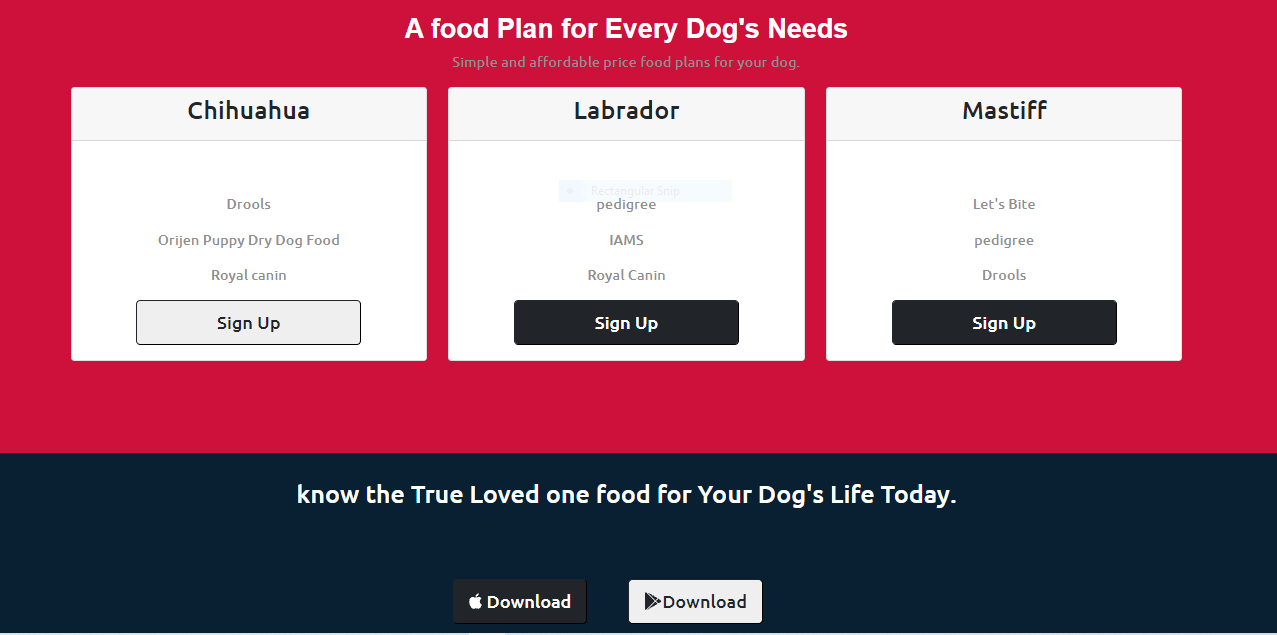 A food Plan for Every Dog's Needs
Simple and affordable price food plans for your dog.
Chihuahua
Drools
Orijen Puppy Dry Dog Food
Royal canin
Sign Up
Labrador
Rectangular Snip
pedigree
IAMS
Royal Canin
Sign Up
Mastiff
Let's Bite
pedigree
Drools
Sign Up
know the True Loved one food for Your Dog's Life Today.
Download
Download